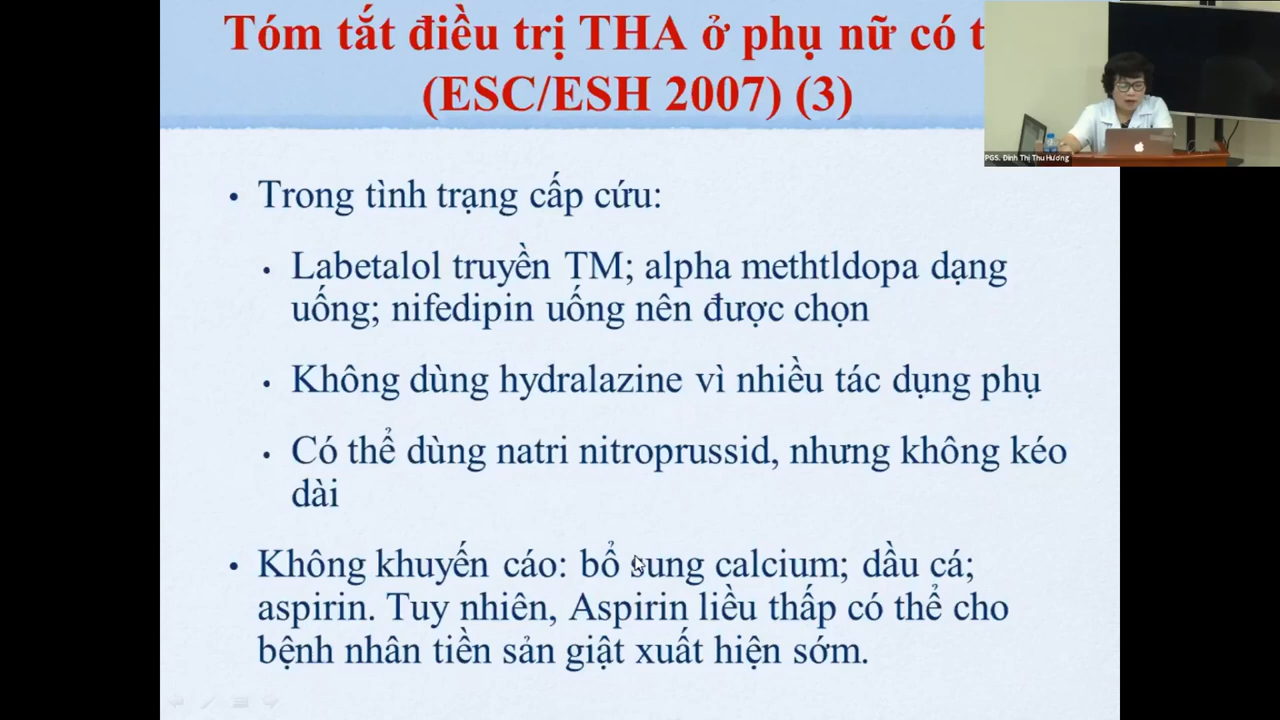 Tóm tắt điều trị THA ở phụ nữ có
(ESC/ESH 2007) (3)
PGS. Đinh Thị Thu Hương
• Trong tình trạng cấp cứu:
• Labetalol truyền TM; alpha methtldopa dạng
uống; nifedipin uống nên được chọn
• Không dùng hydralazine vì nhiều tác dụng phụ
• Có thể dùng natri nitroprussid, nhưng không kéo
dài
• Không khuyến cáo: bổ sung calcium; dầu cá;
aspirin. Tuy nhiên, Aspirin liều thấp có thể cho
bệnh nhân tiền sản giật xuất hiện sớm.